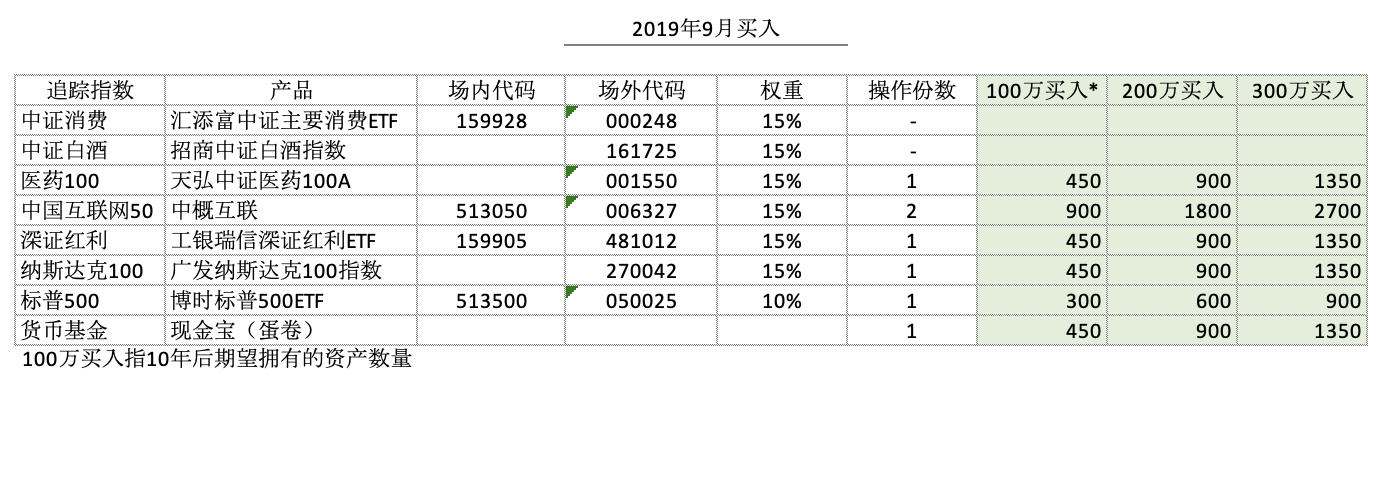 2019年9月买入
追踪指数 产品 场内代码 场外代码 权重 操作份数 100万买入* 200万买入 300万买入
中证消费 汇添富中证主要消费ETF 159928 000248 15% -
中证白酒 招商中证白酒指数 161725 15% -
医药100 天弘中证医药100A 001550 15% 1 450 900 1350
中国互联网50 中概互联 513050 006327 15% 2 900 1800 2700
深证红利 工银瑞信深证红利ETF 159905 481012 15% 1 450 900 1350
纳斯达克100 广发纳斯达克100指数 270042 15% 1 450 900 1350
标普500 博时标普500ETF 513500 050025 10% 1 300 600 900
货币基金 现金宝（蛋卷） 1 450 900 1350
100万买入指10年后期望拥有的资产数量